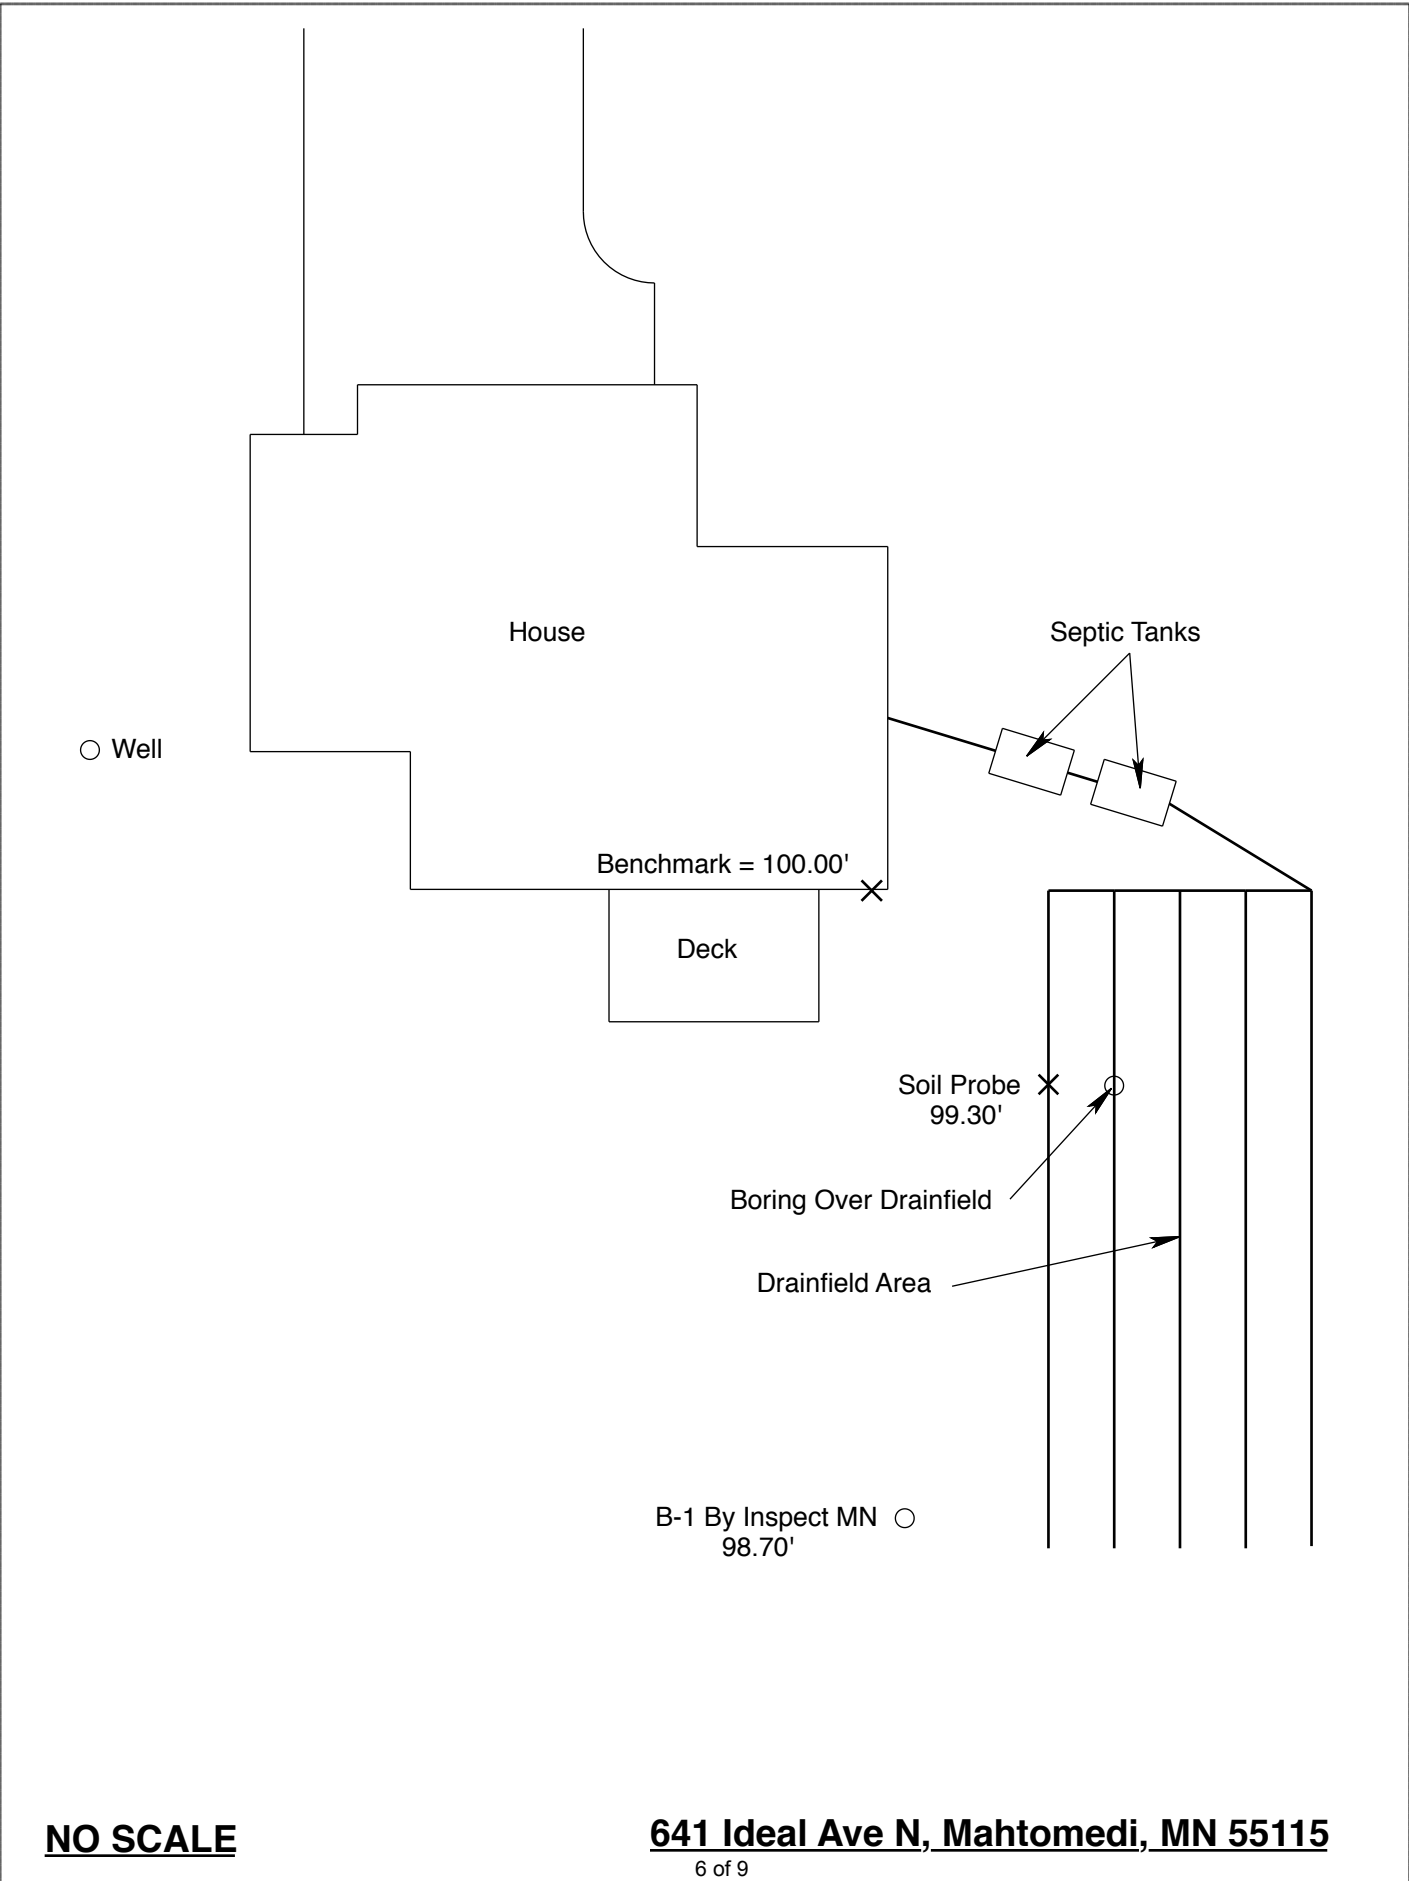 House
Septic Tanks
Well
Benchmark = 100.00'
Deck
Soil Probe
99.30'
Boring Over Drainfield
Drainfield Area
B-1 By Inspect MN
98.70'
NO SCALE
641 Ideal Ave N, Mahtomedi, MN 55115
6 of 9